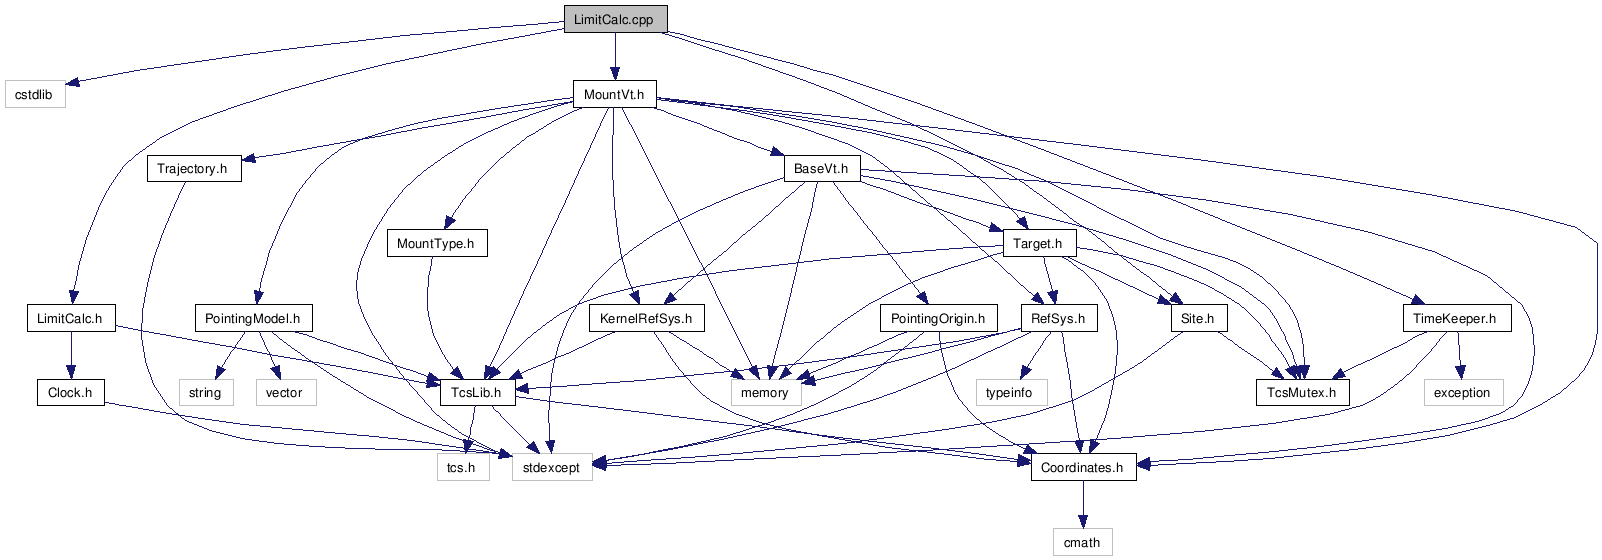 LimitCalc.cpp
cstdlib
MountVt.h
Trajectory.h
BaseVt.h
MountType.h
Target.h
LimitCalc.h
PointingModel.h
KernelRefSys.h
PointingOrigin.h
RefSys.h
Site.h
TimeKeeper.h
Clock.h
string
vector
TcsLib.h
memory
typeinfo
TcsMutex.h
exception
tcs.h
stdexcept
Coordinates.h
cmath